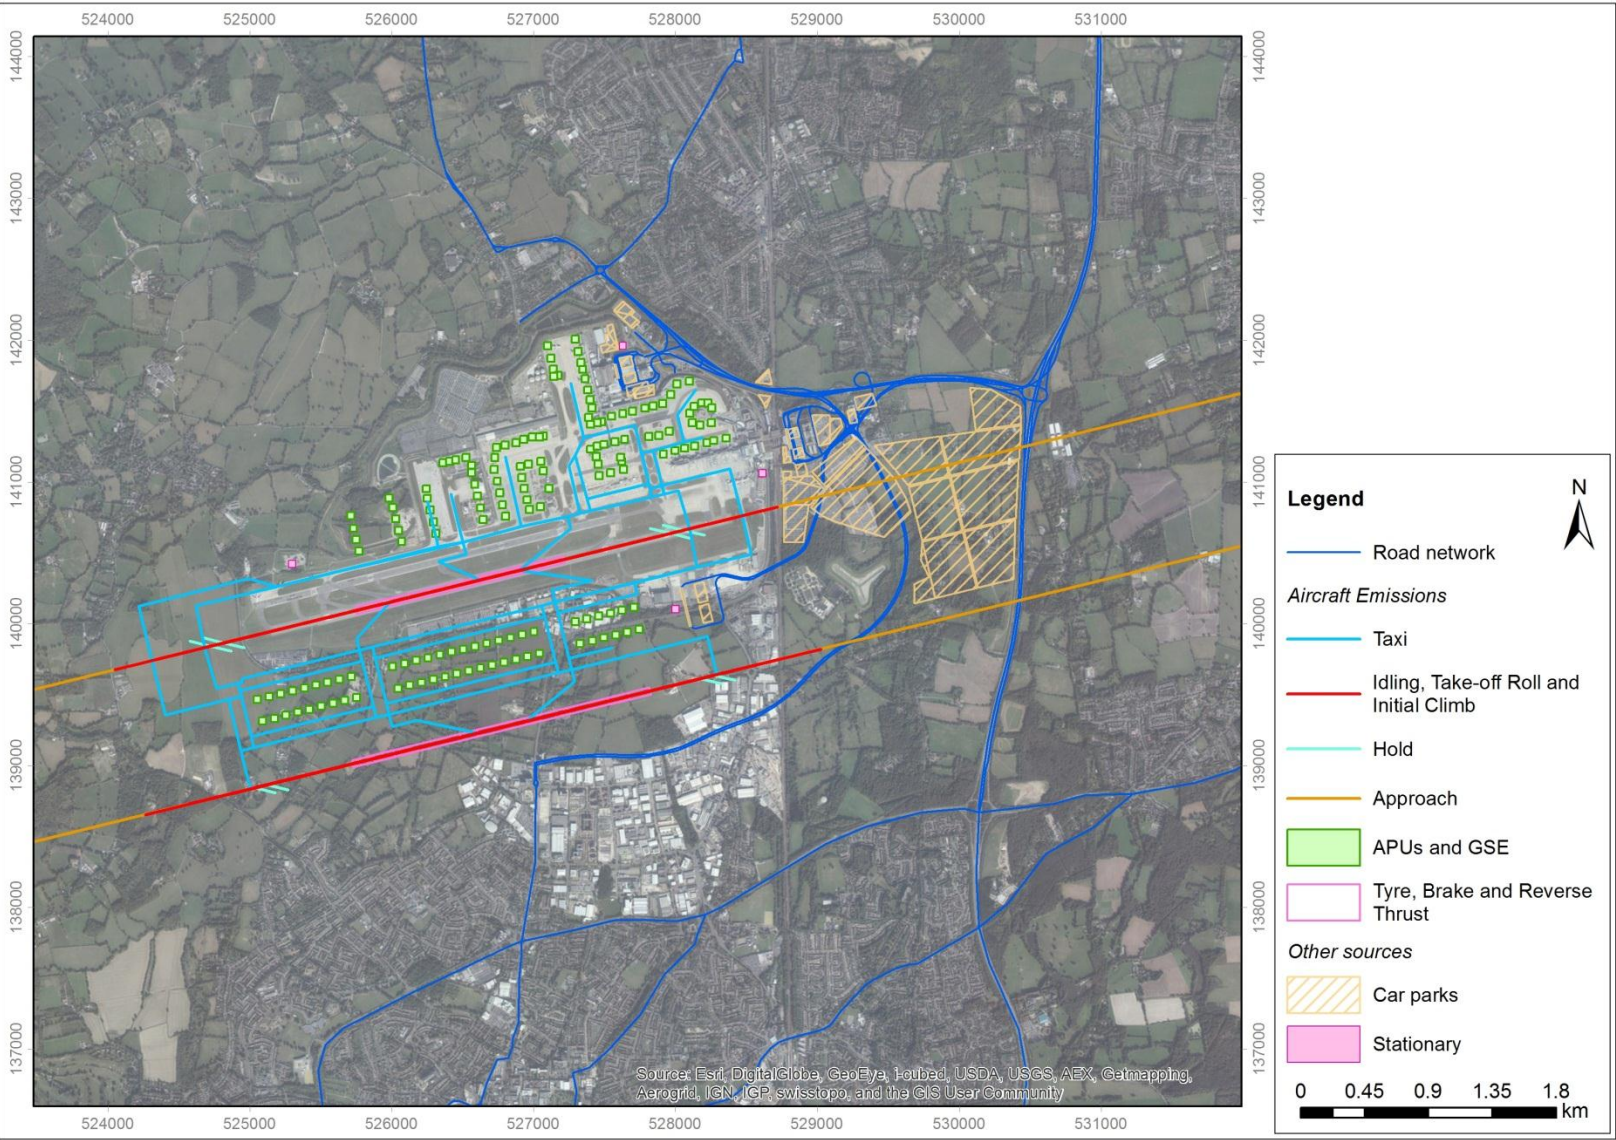 524000 525000 526000 527000 528000 529000 530000 531000
144000 144000
143000 143000
142000 142000
141000 141000
140000 140000
139000 139000
138000 138000
137000 137000
Source: Esri, DigitalGlobe, GeoEye, i-cubed, USDA, USGS, AEX, Getmapping,
Aerogrid, IGN, IGP, swisstopo, and the GIS User Community
524000 525000 526000 527000 528000 529000 530000 531000
Legend
N
Road network
Aircraft Emissions
Taxi
Idling, Take-off Roll and
Initial Climb
Hold
Approach
APUs and GSE
Tyre, Brake and Reverse
Thrust
Other sources
Car parks
Stationary
0 0.45 0.9 1.35 1.8
km